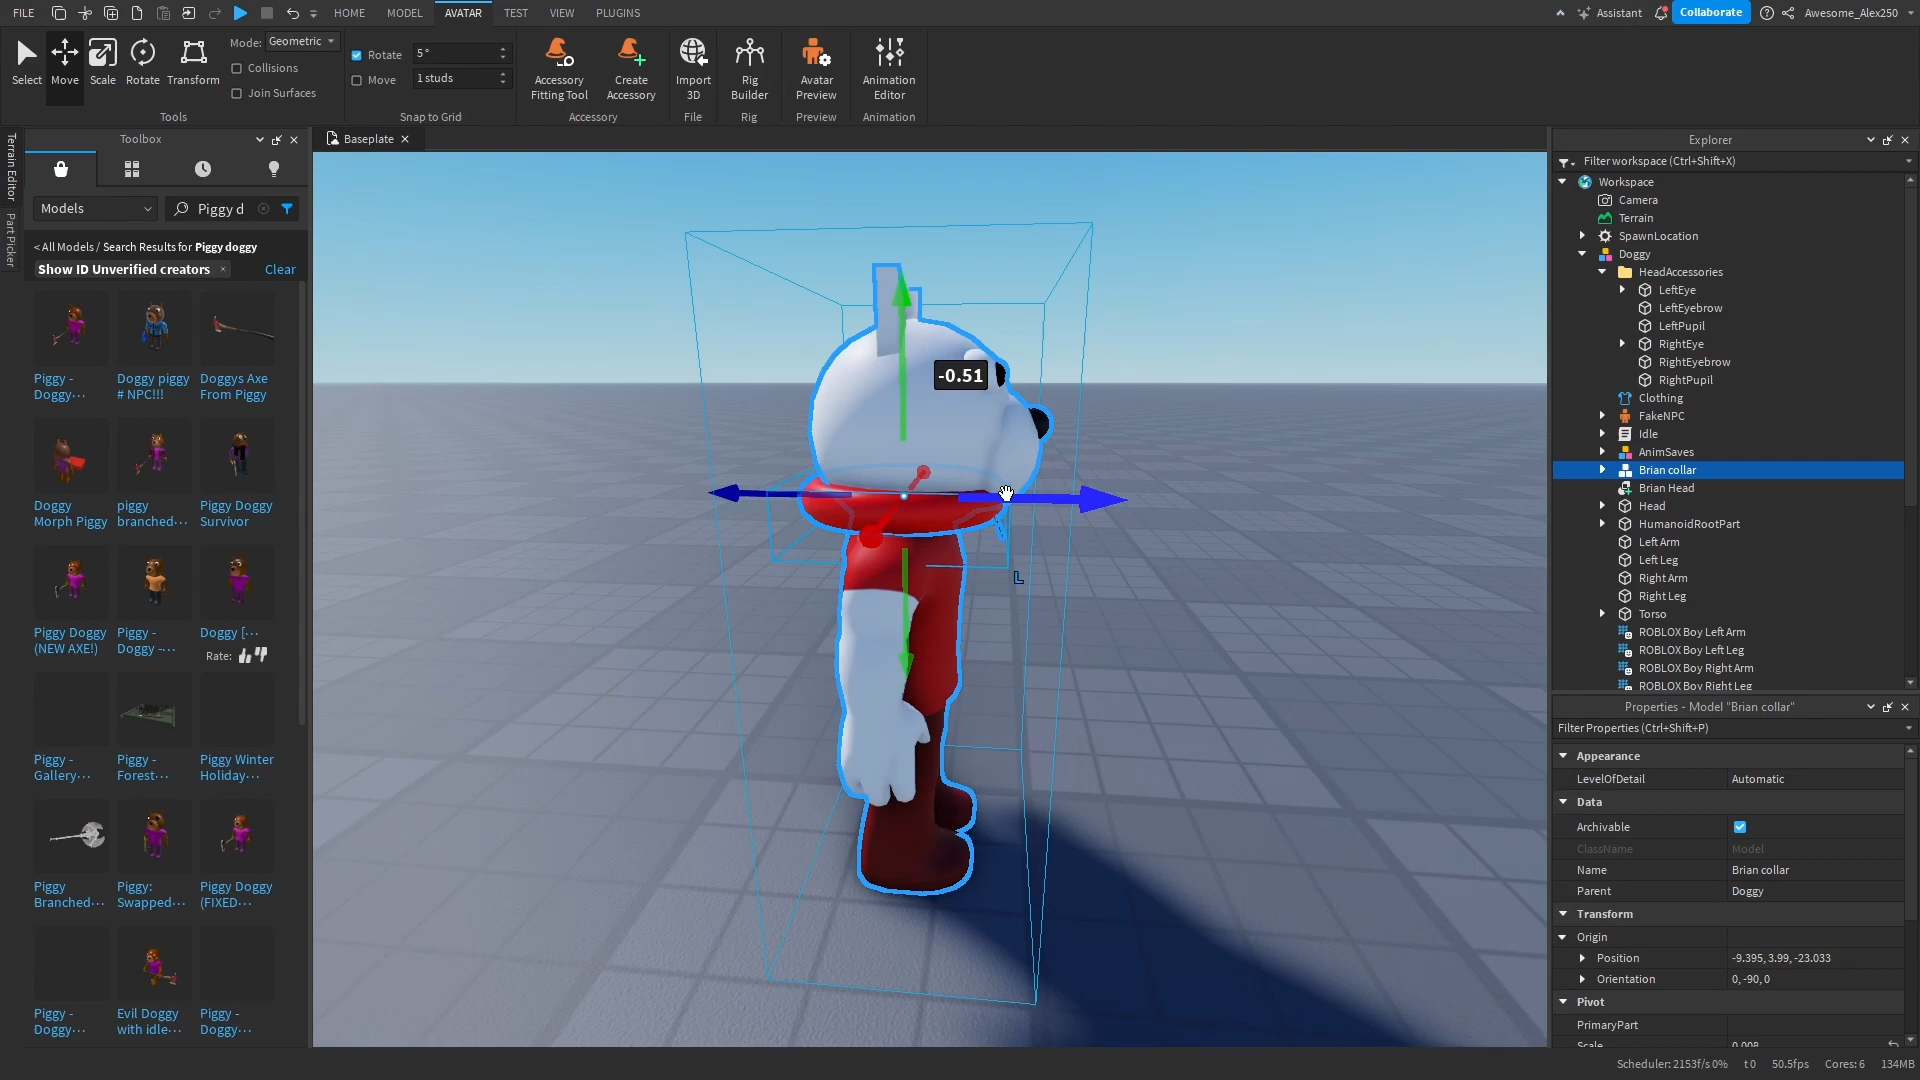 FILE
HOME
MODEL
AVATAR
TEST
VIEW
PLUGINS
Assistant
Collaborate
Awesome_Alex250
Select
Move
Scale
Rotate
Transform
Mode:
Geometric
Collisions
Join Surfaces
Tools
Rotate
5°
Move
1 studs
Snap to Grid
Accessory
Fitting Tool
Create
Accessory
Accessory
Import
3D
File
Rig
Builder
Rig
Avatar
Preview
Preview
Animation
Editor
Animation
Terrain Editor
Part Picker
Toolbox
Models
Piggy d
< All Models / Search Results for Piggy doggy
Show ID Unverified creators ×
Clear
Piggy -
Doggy...
Doggy piggy
# NPC!!!
Doggys Axe
From Piggy
Doggy
Morph Piggy
piggy
branched...
Piggy Doggy
Survivor
Piggy Doggy
(NEW AXE!)
Piggy -
Doggy -...
Doggy [...
Rate:
Piggy -
Gallery...
Piggy -
Forest...
Piggy Winter
Holiday...
Piggy
Branched...
Piggy:
Swapped...
Piggy Doggy
(FIXED...
Piggy -
Doggy...
Evil Doggy
with idle...
Piggy -
Doggy...
Baseplate
-0.51
L
Explorer
Filter workspace (Ctrl+Shift+X)
Workspace
Camera
Terrain
SpawnLocation
Doggy
HeadAccessories
LeftEye
LeftEyebrow
LeftPupil
RightEye
RightEyebrow
RightPupil
Clothing
FakeNPC
Idle
AnimSaves
Brian collar
Brian Head
Head
HumanoidRootPart
Left Arm
Left Leg
Right Arm
Right Leg
Torso
ROBLOX Boy Left Arm
ROBLOX Boy Left Leg
ROBLOX Boy Right Arm
ROBLOX Boy Right Leg
Properties - Model "Brian collar"
Filter Properties (Ctrl+Shift+P)
Appearance
LevelOfDetail
Automatic
Data
Archivable
ClassName
Model
Name
Brian collar
Parent
Doggy
Transform
Origin
Position
-9.395, 3.99, -23.033
Orientation
0, -90, 0
Pivot
PrimaryPart
Scale
0.008
Scheduler: 2153f/s 0%
t 0
50.5fps
Cores: 6
134MB